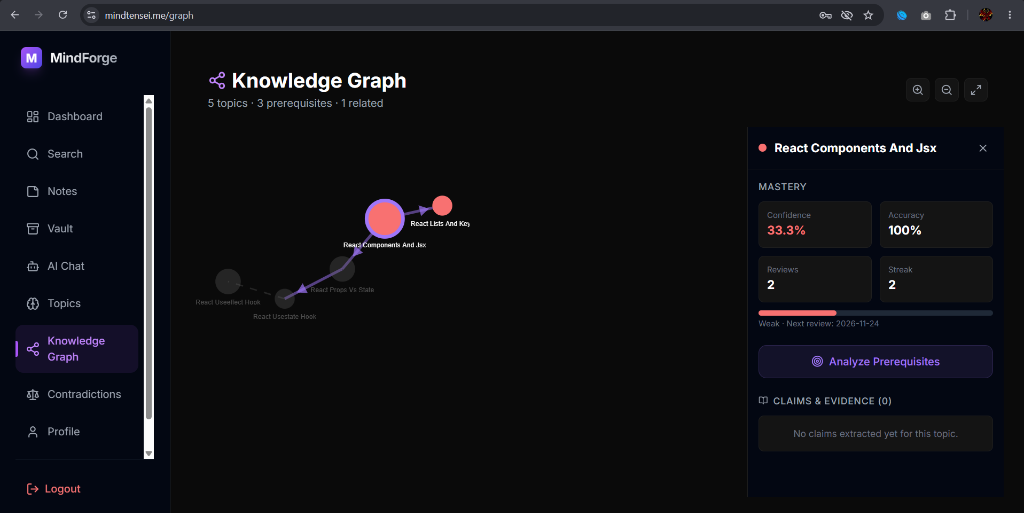 mindtensei.me/graph
M MindForge
Dashboard
Search
Notes
Vault
AI Chat
Topics
Knowledge
Graph
Contradictions
Profile
Logout
Knowledge Graph
5 topics · 3 prerequisites · 1 related
React Lists And Key
React Components And Jsx
React Props Vs State
React Useeffect Hook
React Usestate Hook
React Components And Jsx
MASTERY
Confidence
33.3%
Accuracy
100%
Reviews
2
Streak
2
Weak · Next review: 2026-11-24
Analyze Prerequisites
CLAIMS & EVIDENCE (0)
No claims extracted yet for this topic.